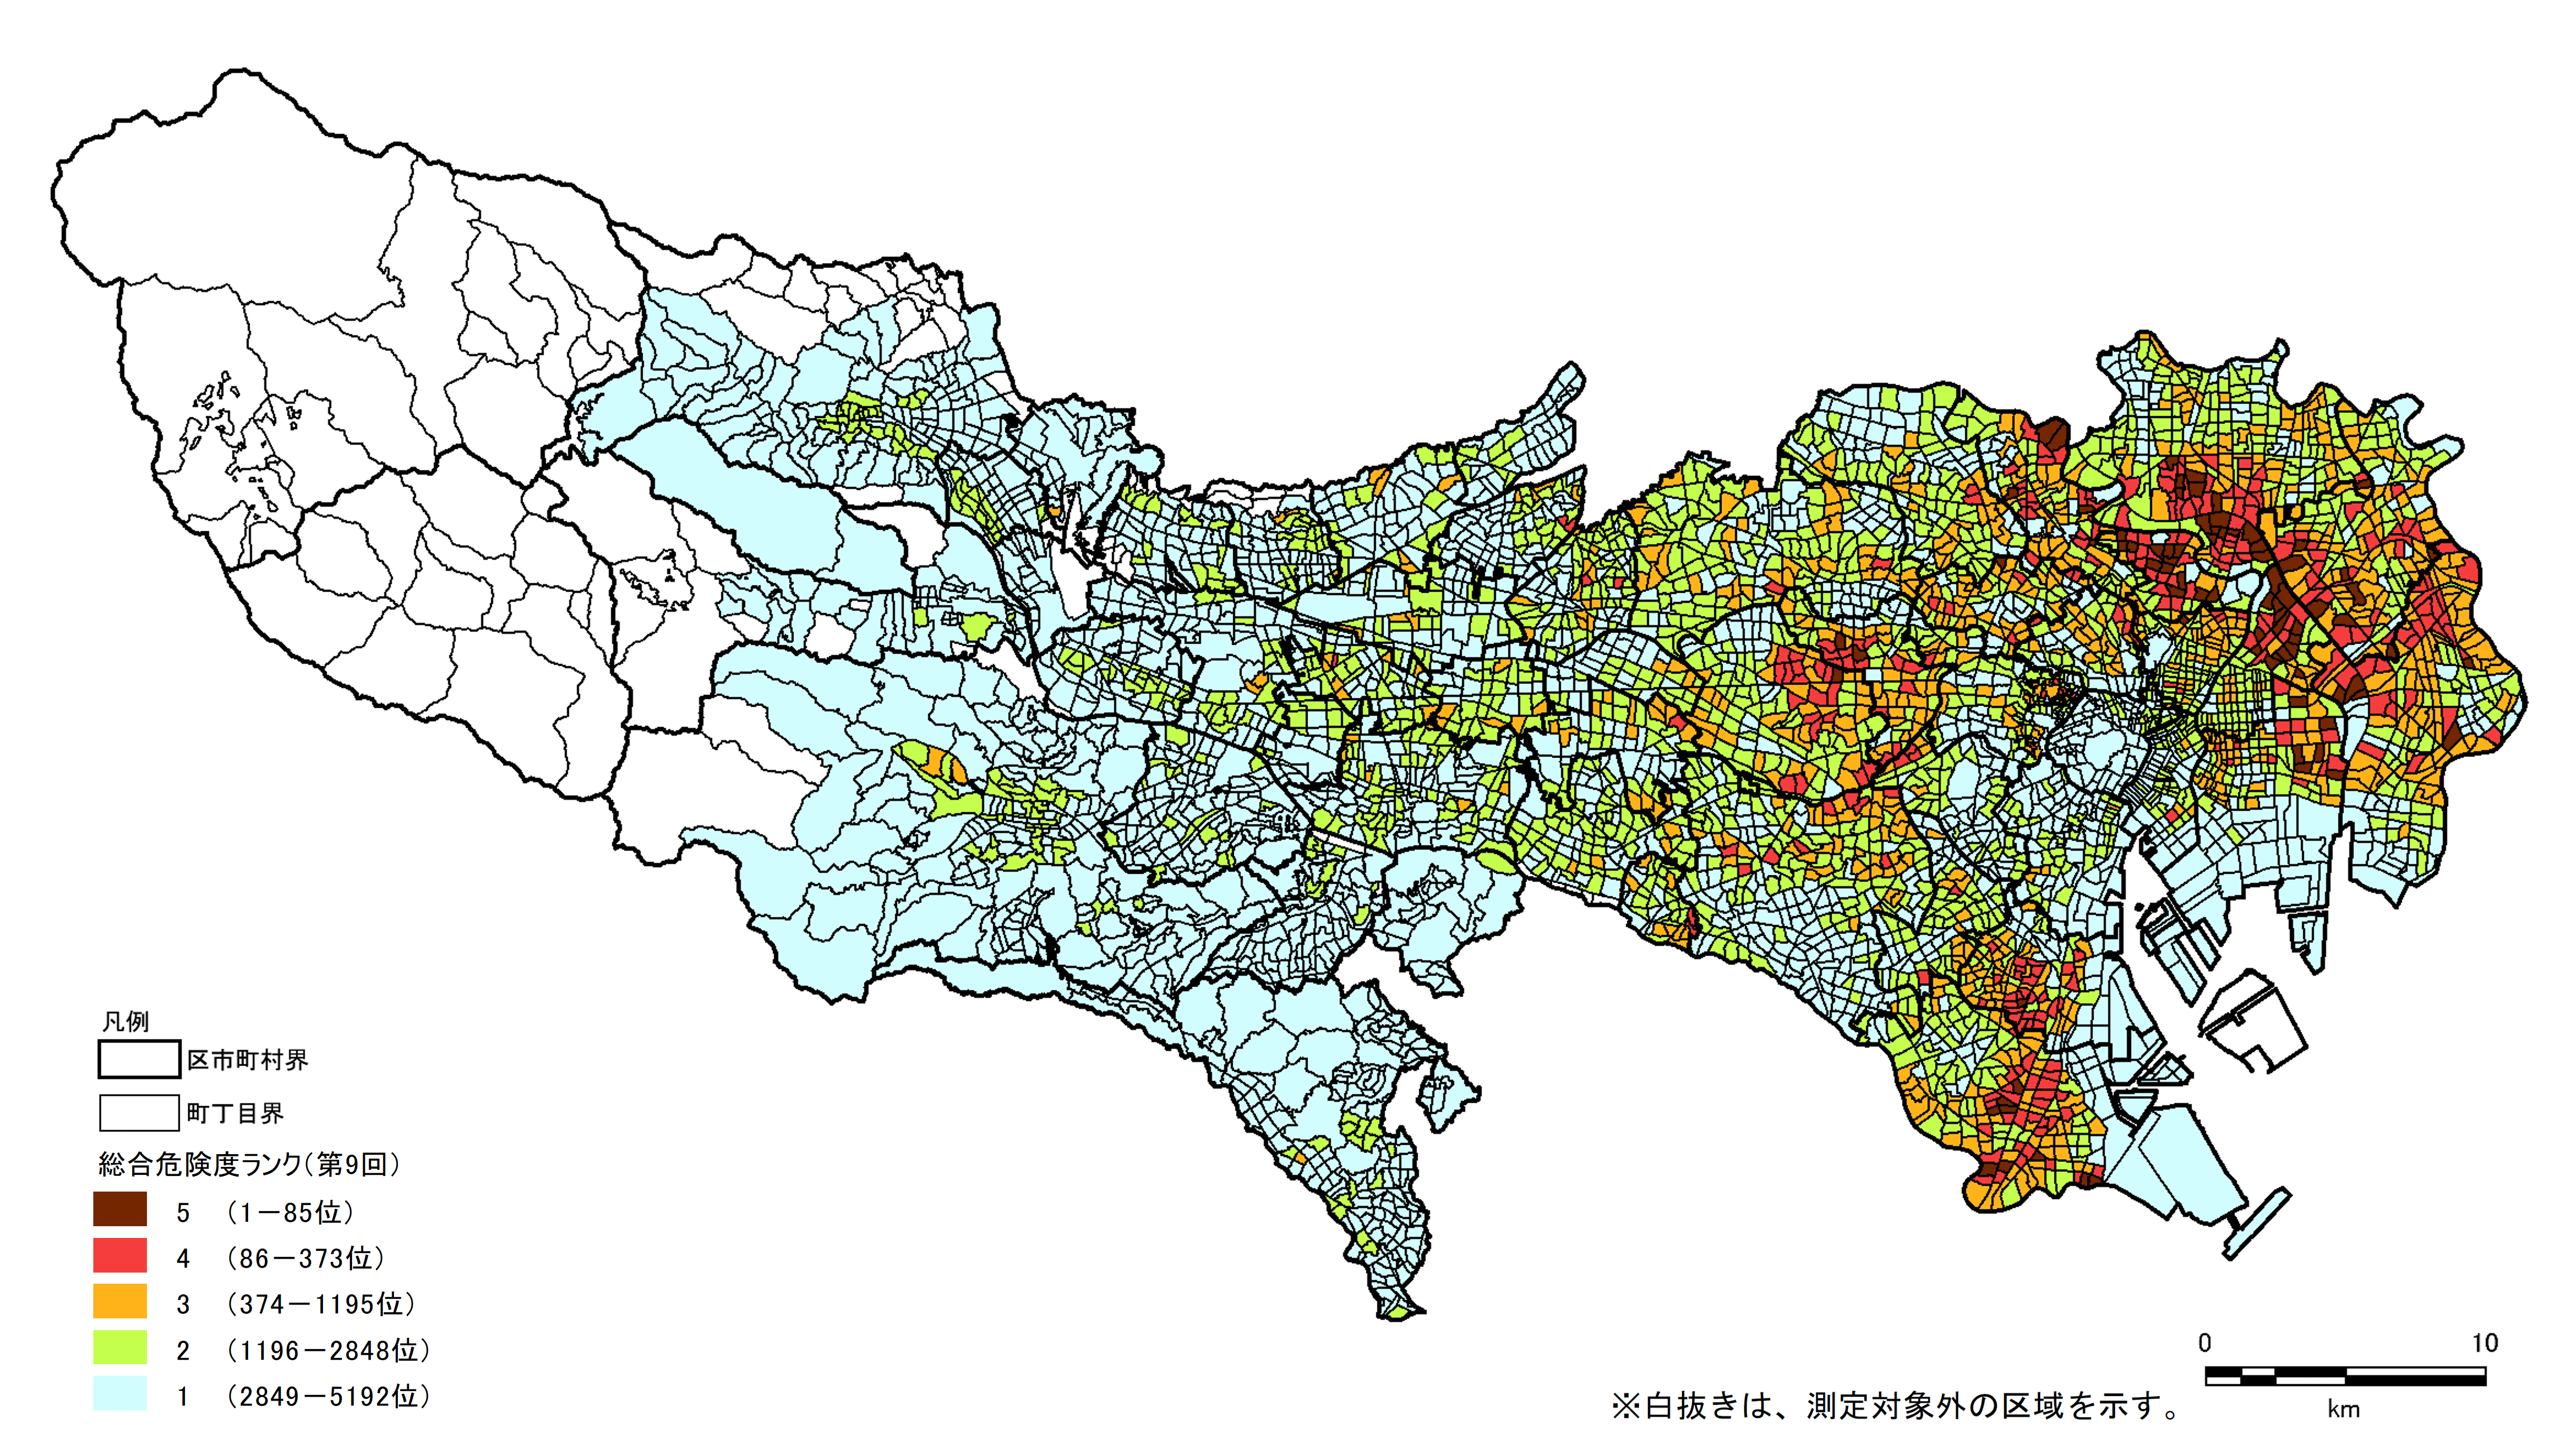 凡例
区市町村界
町丁目界
総合危険度ランク(第9回)
5 (1-85位)
4 (86-373位)
3 (374-1195位)
2 (1196-2848位)
1 (2849-5192位)
0 10
km
※白抜きは、測定対象外の区域を示す。